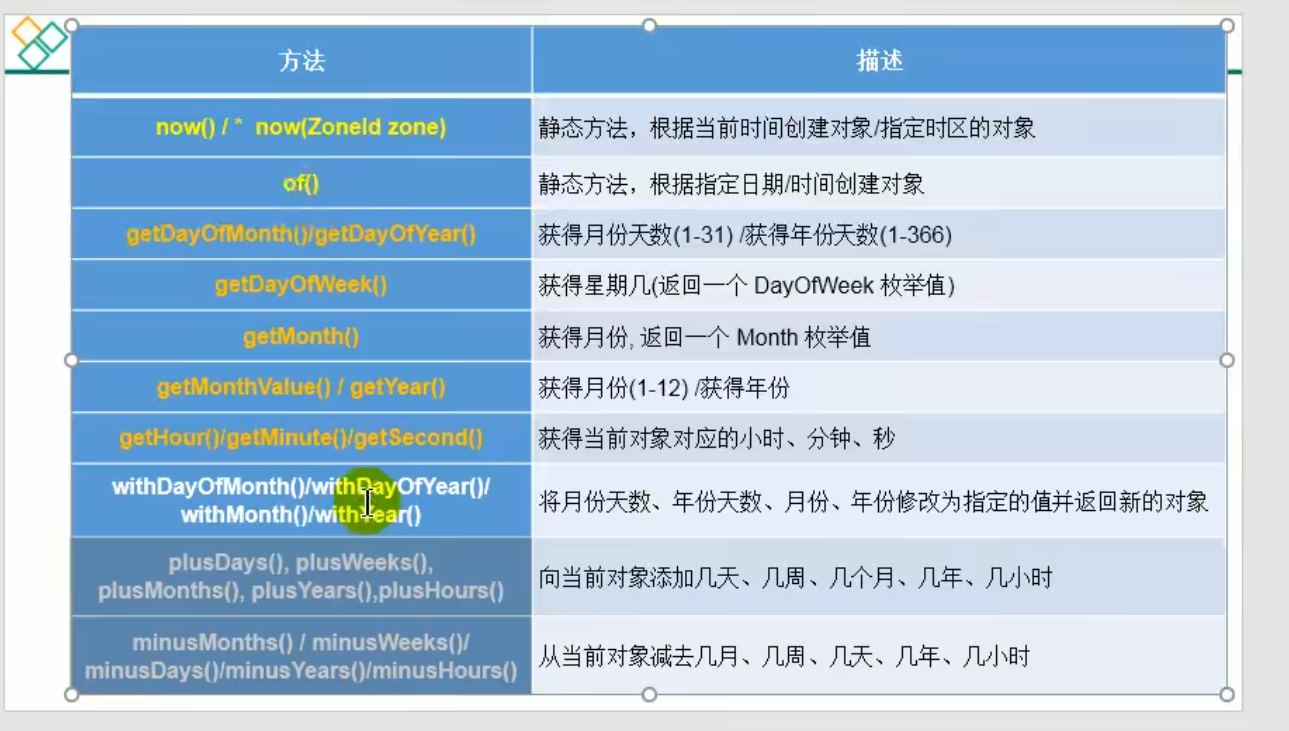 方法
描述
now() / * now(ZoneId zone)
静态方法，根据当前时间创建对象/指定时区的对象
of()
静态方法，根据指定日期/时间创建对象
getDayOfMonth()/getDayOfYear()
获得月份天数(1-31) /获得年份天数(1-366)
getDayOfWeek()
获得星期几(返回一个 DayOfWeek 枚举值)
getMonth()
获得月份, 返回一个 Month 枚举值
getMonthValue() / getYear()
获得月份(1-12) /获得年份
getHour()/getMinute()/getSecond()
获得当前对象对应的小时、分钟、秒
withDayOfMonth()/withDayOfYear()/
withMonth()/withYear()
将月份天数、年份天数、月份、年份修改为指定的值并返回新的对象
plusDays(), plusWeeks(),
plusMonths(), plusYears(),plusHours()
向当前对象添加几天、几周、几个月、几年、几小时
minusMonths() / minusWeeks()/
minusDays()/minusYears()/minusHours()
从当前对象减去几月、几周、几天、几年、几小时